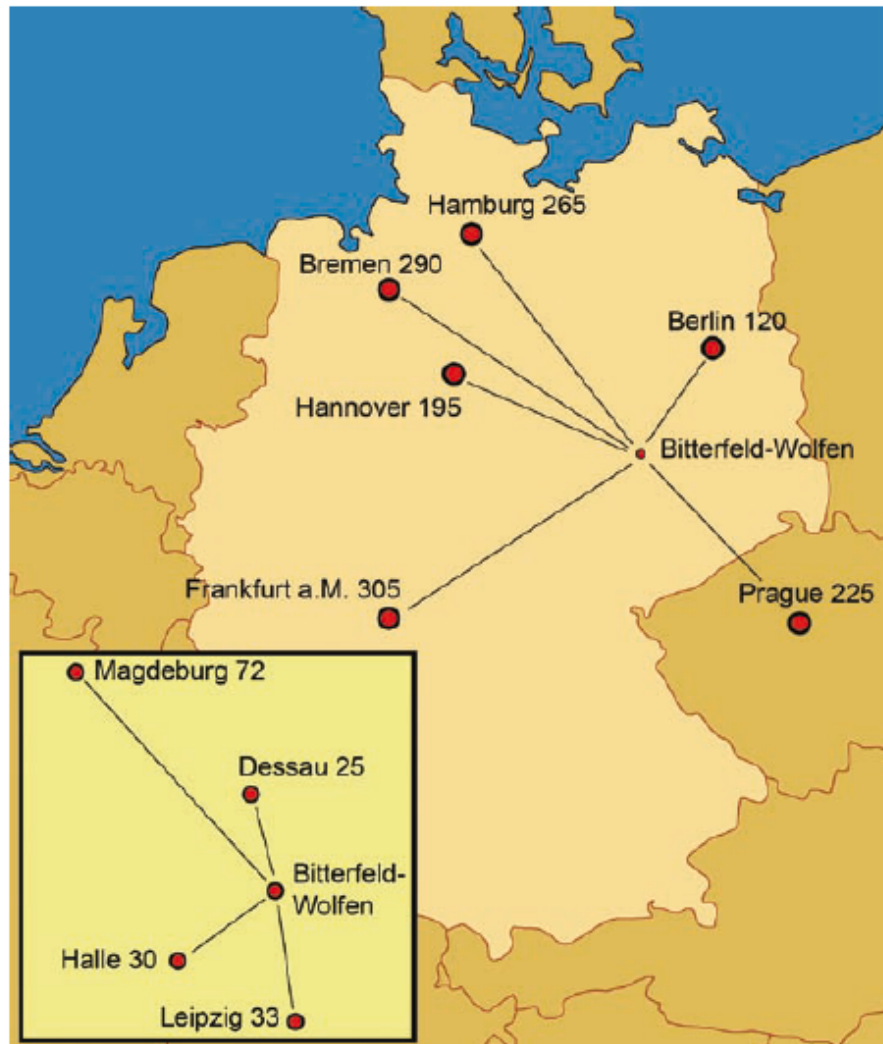 Hamburg 265
Bremen 290
Berlin 120
Hannover 195
Bitterfeld-Wolfen
Frankfurt a.M. 305
Prague 225
Magdeburg 72
Dessau 25
Bitterfeld-
Wolfen
Halle 30
Leipzig 33